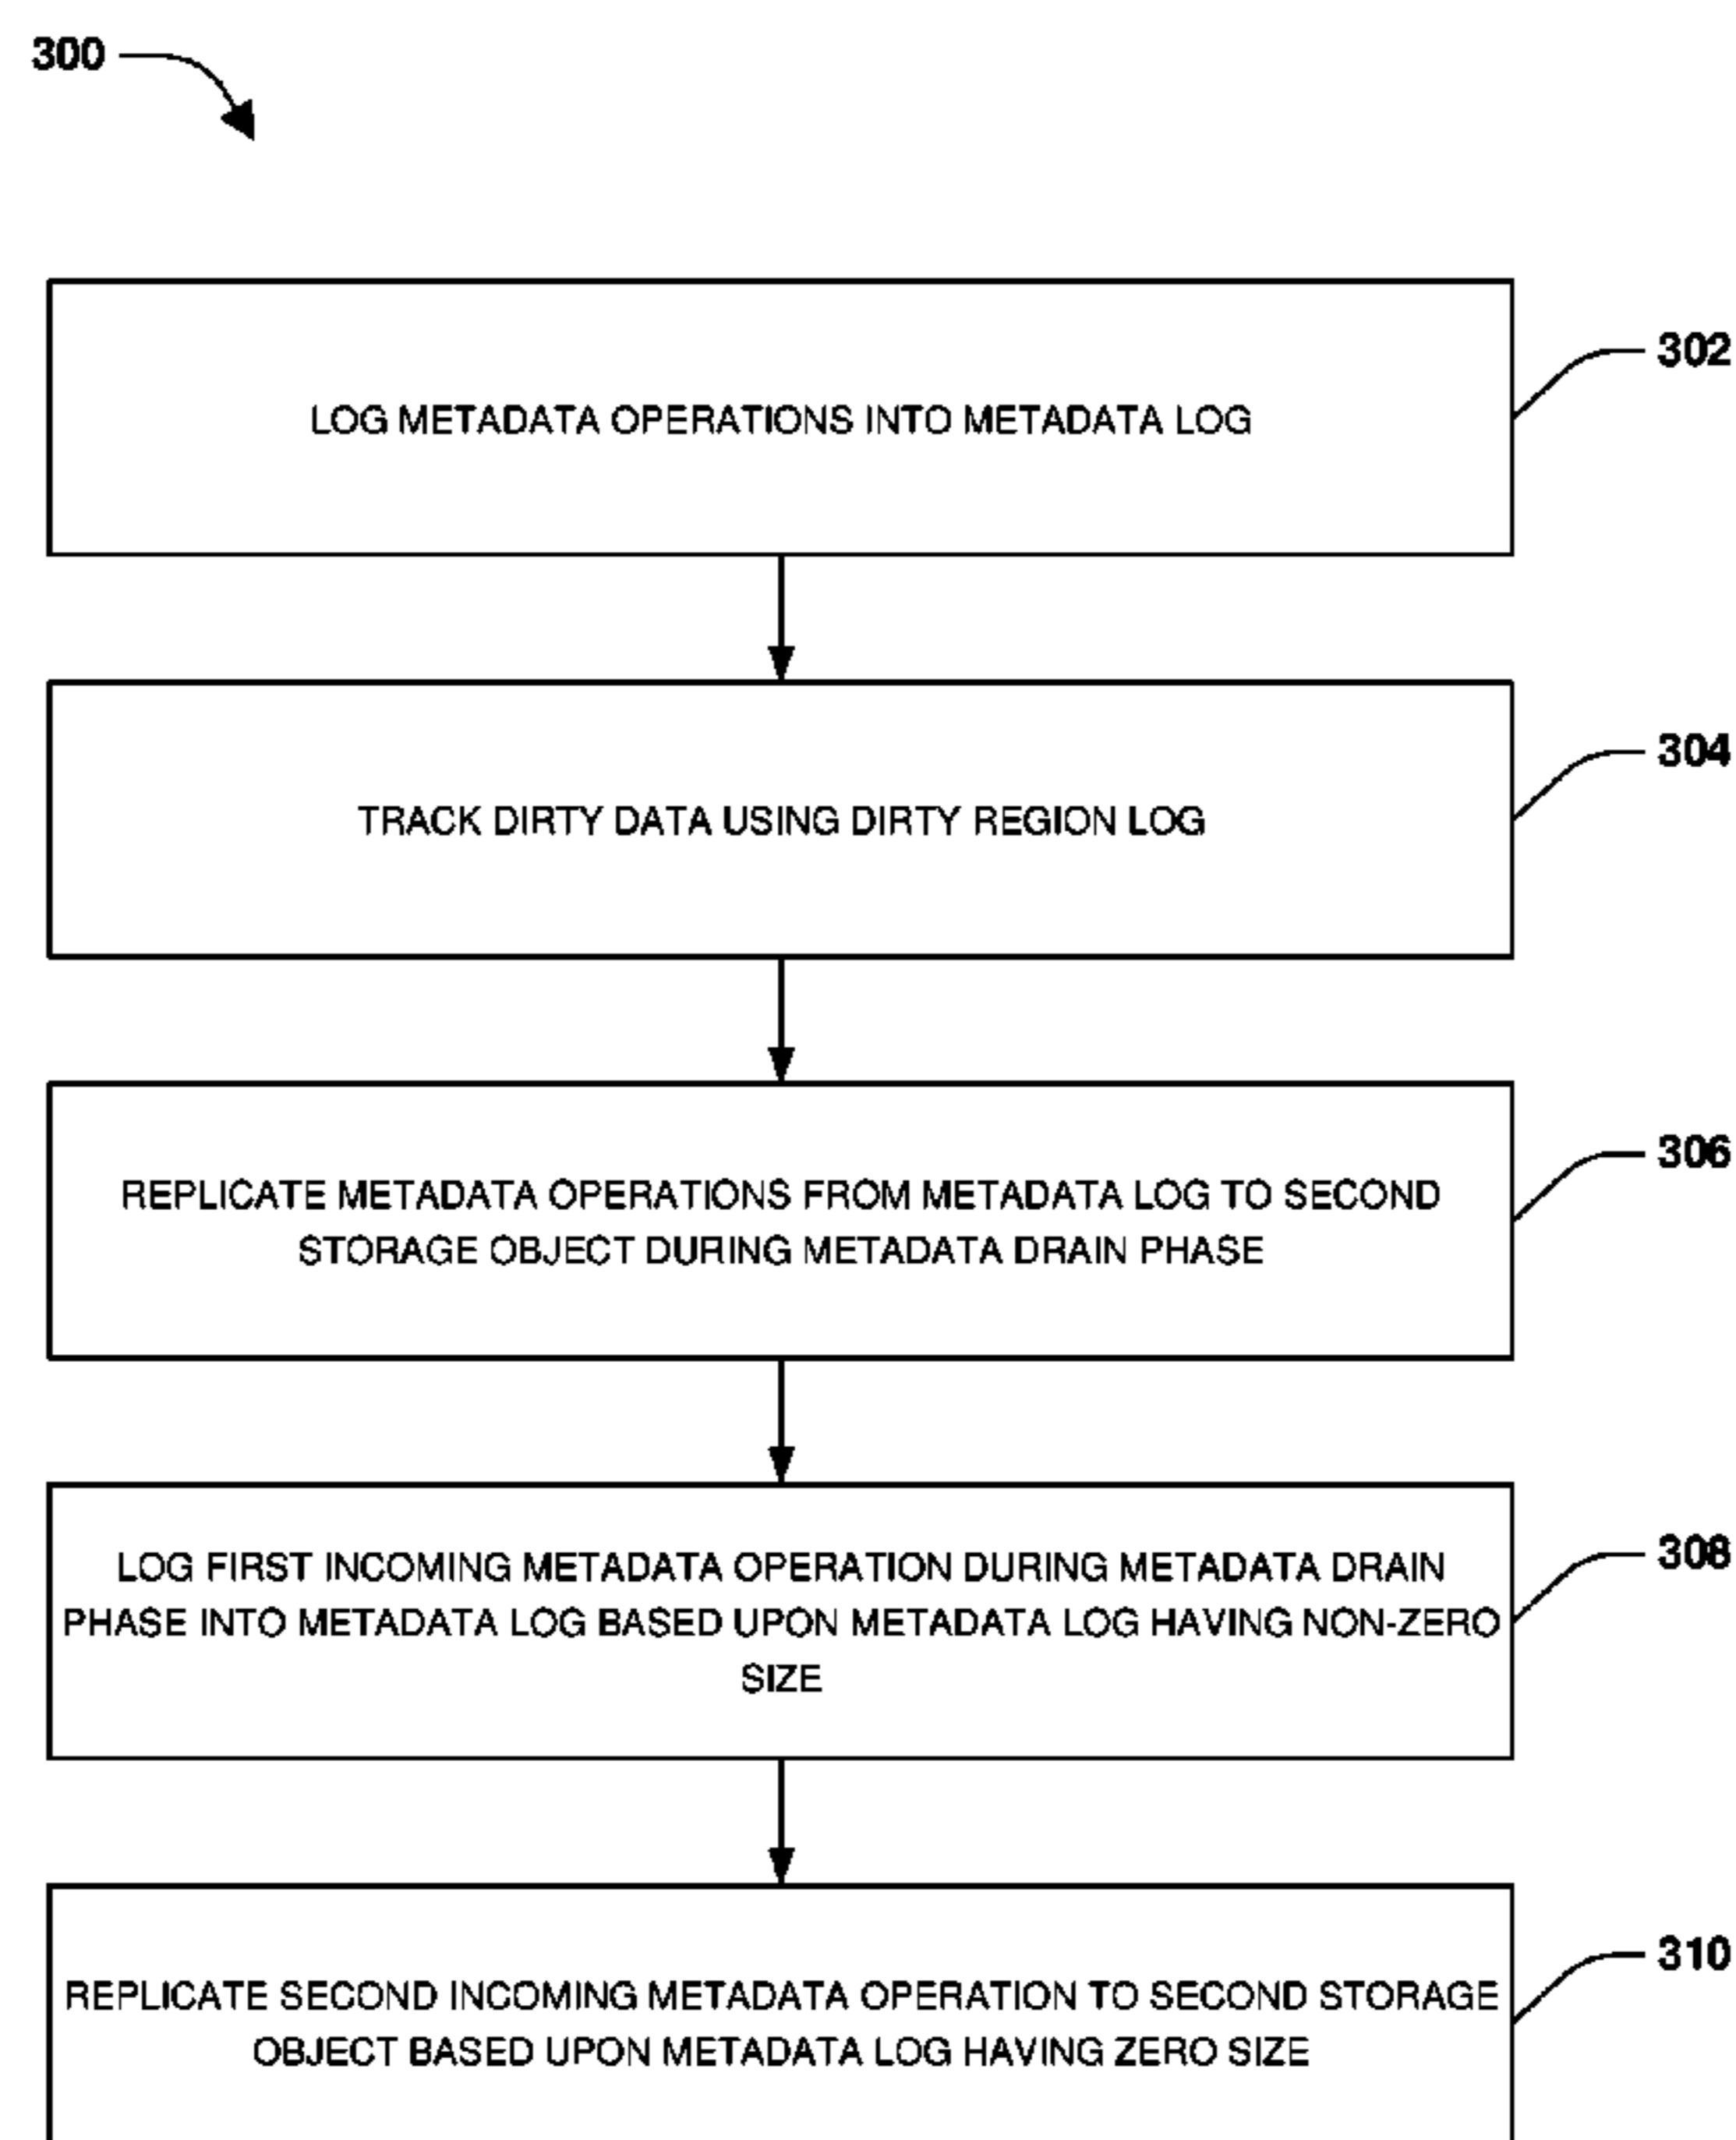 300
302
LOG METADATA OPERATIONS INTO METADATA LOG
304
TRACK DIRTY DATA USING DIRTY REGION LOG
306
REPLICATE METADATA OPERATIONS FROM METADATA LOG TO SECOND
STORAGE OBJECT DURING METADATA DRAIN PHASE
308
LOG FIRST INCOMING METADATA OPERATION DURING METADATA DRAIN
PHASE INTO METADATA LOG BASED UPON METADATA LOG HAVING NON-ZERO
SIZE
310
REPLICATE SECOND INCOMING METADATA OPERATION TO SECOND STORAGE
OBJECT BASED UPON METADATA LOG HAVING ZERO SIZE